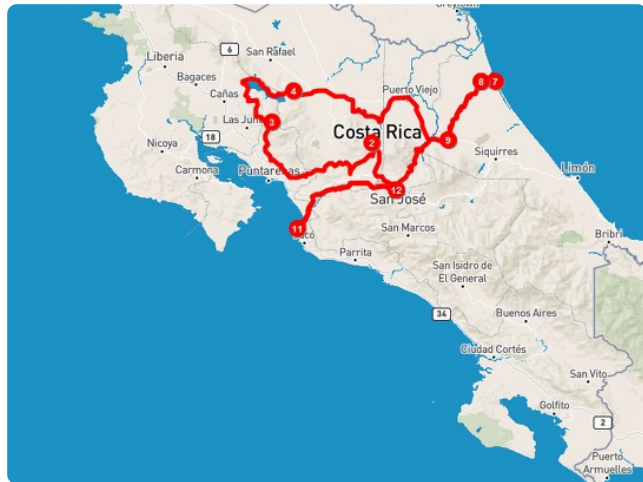 San Rafael
6
Liberia
Bagaces
Cañas
Puerto Viejo
8
7
4
3
Las Jun
Costa Rica
2
9
18
Nicoya
Siquirres
Puntarenas
Limón
Carmona
12
San José
11
San Marcos
Bribri
Parrita
San Isidro de
El General
34
Buenos Aires
Ciudad Cortés
San Vito
Golfito
2
Puerto
Armuelles